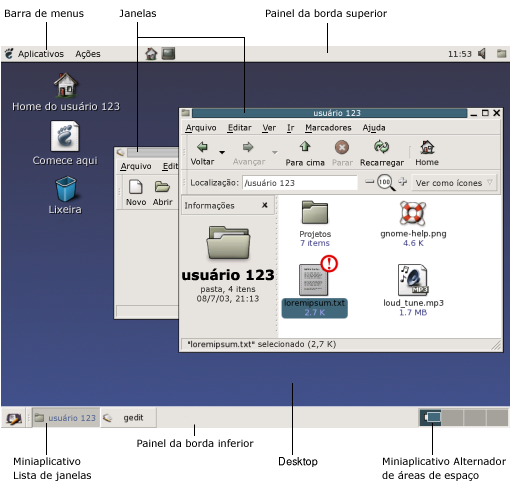 Barra de menus
Janelas
Painel da borda superior
Aplicativos Ações
11:53
Home do usuário 123
Comece aqui
Lixeira
Arquivo Edit
Novo Abrir
usuário 123
Arquivo Editar Ver Ir Marcadores Ajuda
Voltar Avançar Para cima Parar Recarregar Home
Localização: /usuário 123 100 Ver como ícones
Informações x
usuário 123
pasta, 4 itens
08/7/03, 21:13
Projetos
7 items
gnome-help.png
4.6 K
loremipsum.txt
2.7 K
MP3
loud_tune.mp3
1.7 MB
"loremipsum.txt" selecionado (2,7 K)
usuário 123 gedit
Painel da borda inferior
Miniaplicativo
Lista de janelas
Desktop
Miniaplicativo Alternador
de áreas de espaço